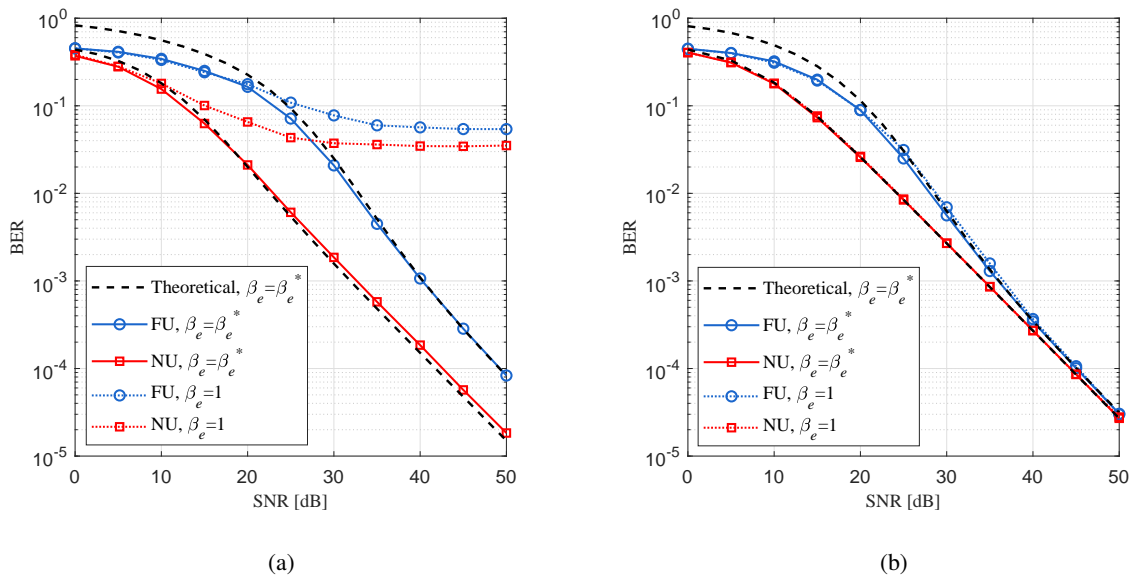 10^0
10^-1
10^-2
10^-3
10^-4
10^-5
BER
0 10 20 30 40 50
SNR [dB]
Theoretical, β_e=β_e^*
FU, β_e=β_e^*
NU, β_e=β_e^*
FU, β_e=1
NU, β_e=1
(a)
10^0
10^-1
10^-2
10^-3
10^-4
10^-5
BER
0 10 20 30 40 50
SNR [dB]
Theoretical, β_e=β_e^*
FU, β_e=β_e^*
NU, β_e=β_e^*
FU, β_e=1
NU, β_e=1
(b)